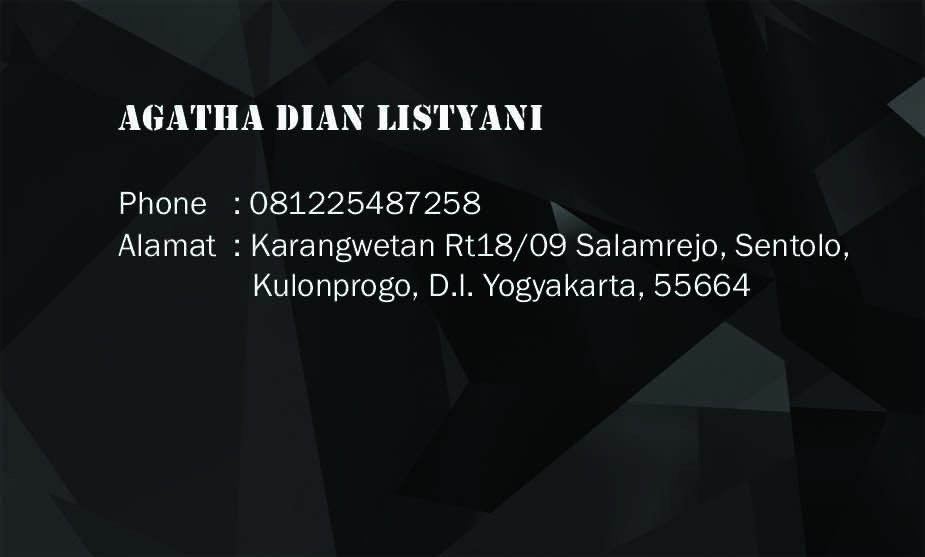 AGATHA DIAN LISTYANI
Phone : 081225487258
Alamat : Karangwetan Rt18/09 Salamrejo, Sentolo,
Kulonprogo, D.I. Yogyakarta, 55664